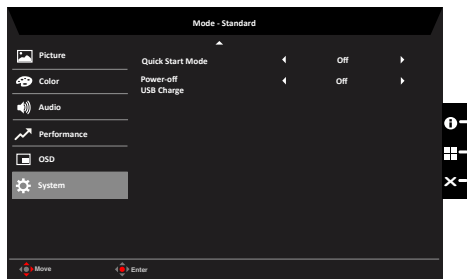 Mode - Standard
Picture
Color
Audio
Performance
OSD
System
Quick Start Mode Off
Power-off Off
USB Charge
Move Enter